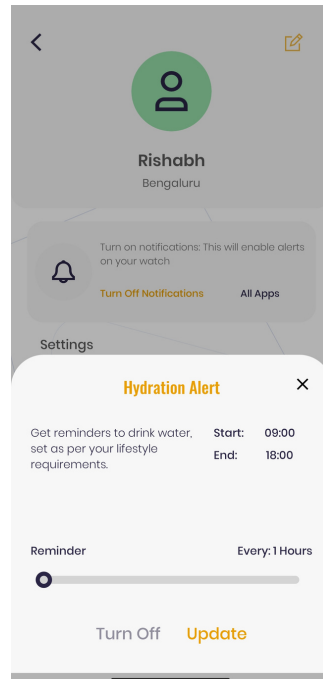 Rishabh
Bengaluru
Turn on notifications: This will enable alerts
on your watch
Turn Off Notifications All Apps
Settings
Hydration Alert
Get reminders to drink water,
set as per your lifestyle
requirements.
Start: 09:00
End: 18:00
Reminder Every: 1 Hours
Turn Off Update